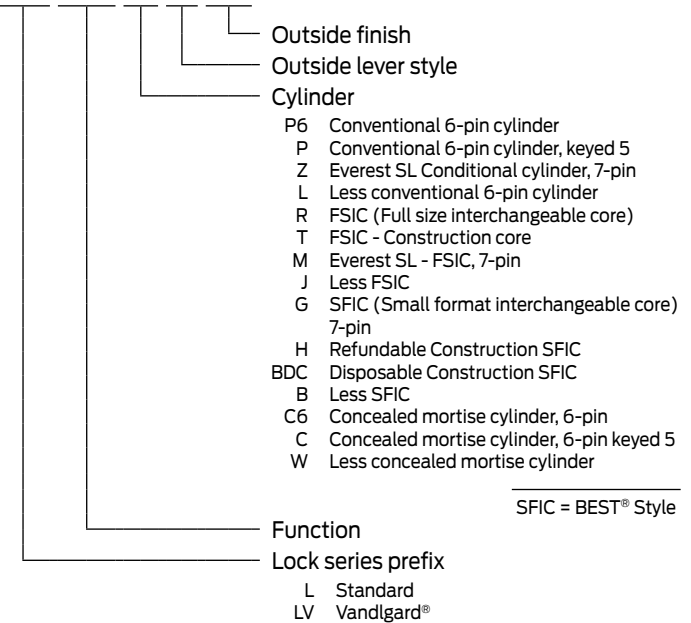 Outside finish
Outside lever style
Cylinder
P6 Conventional 6-pin cylinder
P Conventional 6-pin cylinder, keyed 5
Z Everest SL Conditional cylinder, 7-pin
L Less conventional 6-pin cylinder
R FSIC (Full size interchangeable core)
T FSIC - Construction core
M Everest SL - FSIC, 7-pin
J Less FSIC
G SFIC (Small format interchangeable core)
7-pin
H Refundable Construction SFIC
BDC Disposable Construction SFIC
B Less SFIC
C6 Concealed mortise cylinder, 6-pin
C Concealed mortise cylinder, 6-pin keyed 5
W Less concealed mortise cylinder
SFIC = BEST® Style
Function
Lock series prefix
L Standard
LV Vandlgard®